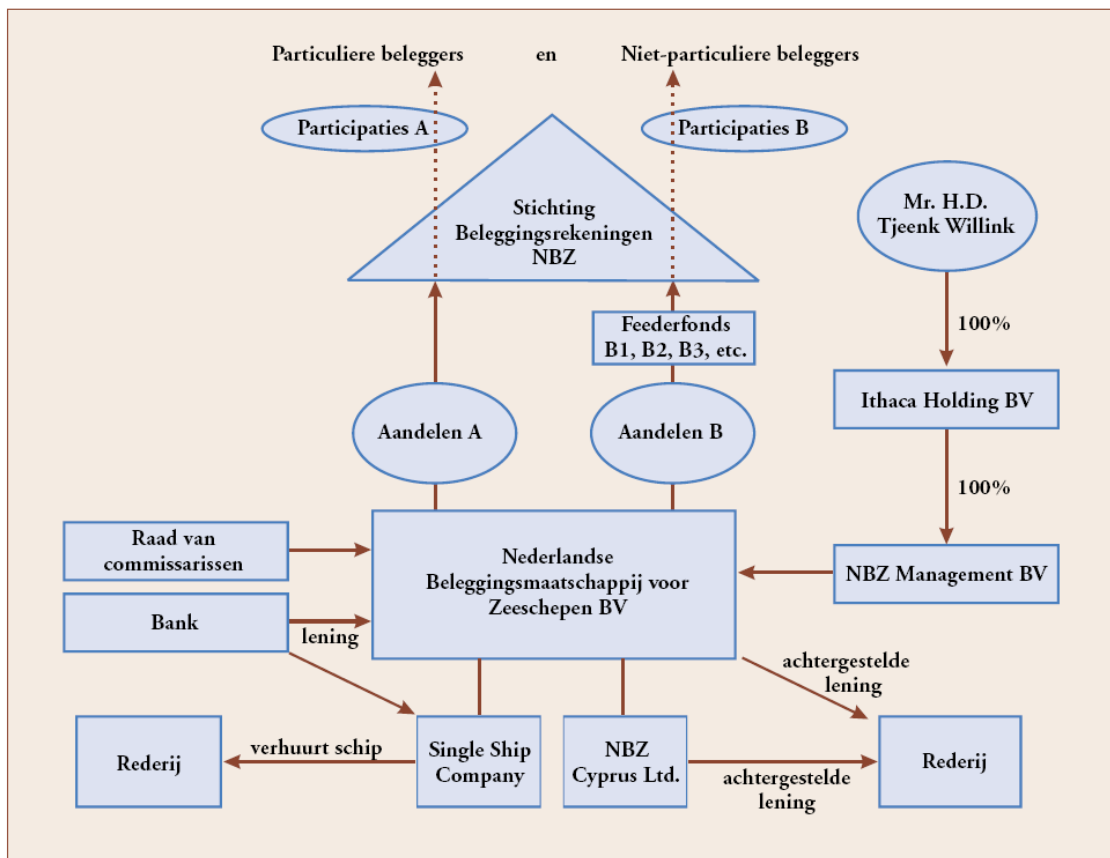 Particuliere beleggers en Niet-particuliere beleggers
Participaties A
Participaties B
Stichting
Beleggingsrekeningen
NBZ
Mr. H.D.
Tjeenk Willink
100%
Feederfonds
B1, B2, B3, etc.
Ithaca Holding BV
Aandelen A
Aandelen B
100%
Raad van
commissarissen
Nederlandse
Beleggingsmaatschappij voor
Zeeschepen BV
NBZ Management BV
Bank
lening
achtergestelde
lening
Rederij
verhuurt schip
Single Ship
Company
NBZ
Cyprus Ltd.
achtergestelde
lening
Rederij